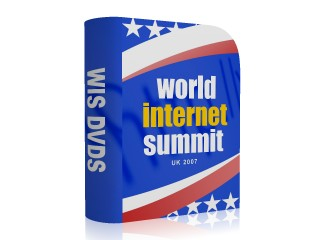 WIS DVDS
world
internet
summit
UK 2007